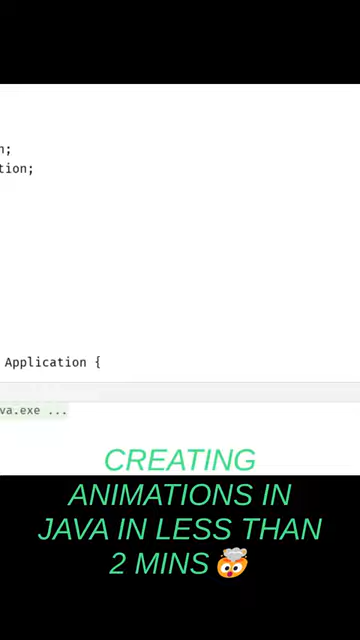 n;
tion;
Application {
va.exe ...
CREATING
ANIMATIONS IN
JAVA IN LESS THAN
2 MINS 🤯